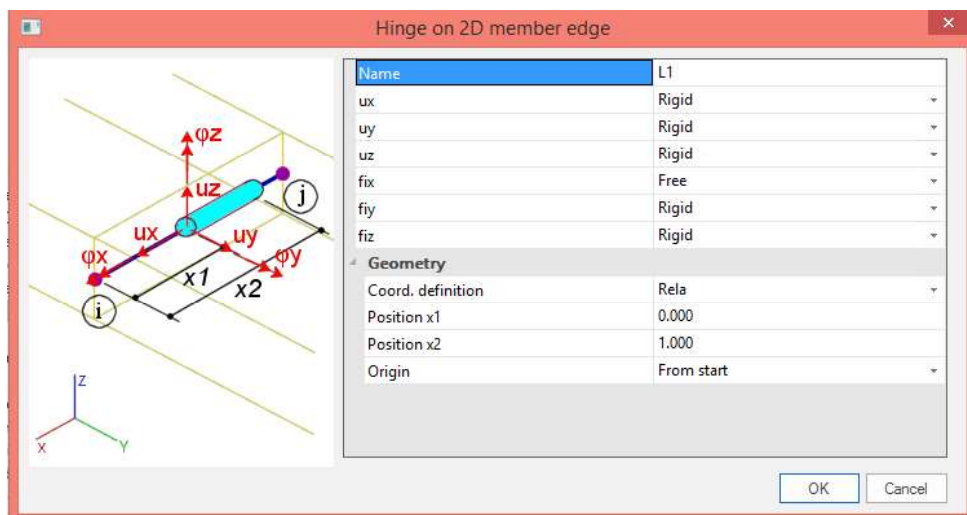 Hinge on 2D member edge
φz
uz
j
ux
uy
φx
φy
x1
x2
i
Z
X
Y
Name L1
ux Rigid
uy Rigid
uz Rigid
fix Free
fiy Rigid
fiz Rigid
Geometry
Coord. definition Rela
Position x1 0.000
Position x2 1.000
Origin From start
OK Cancel